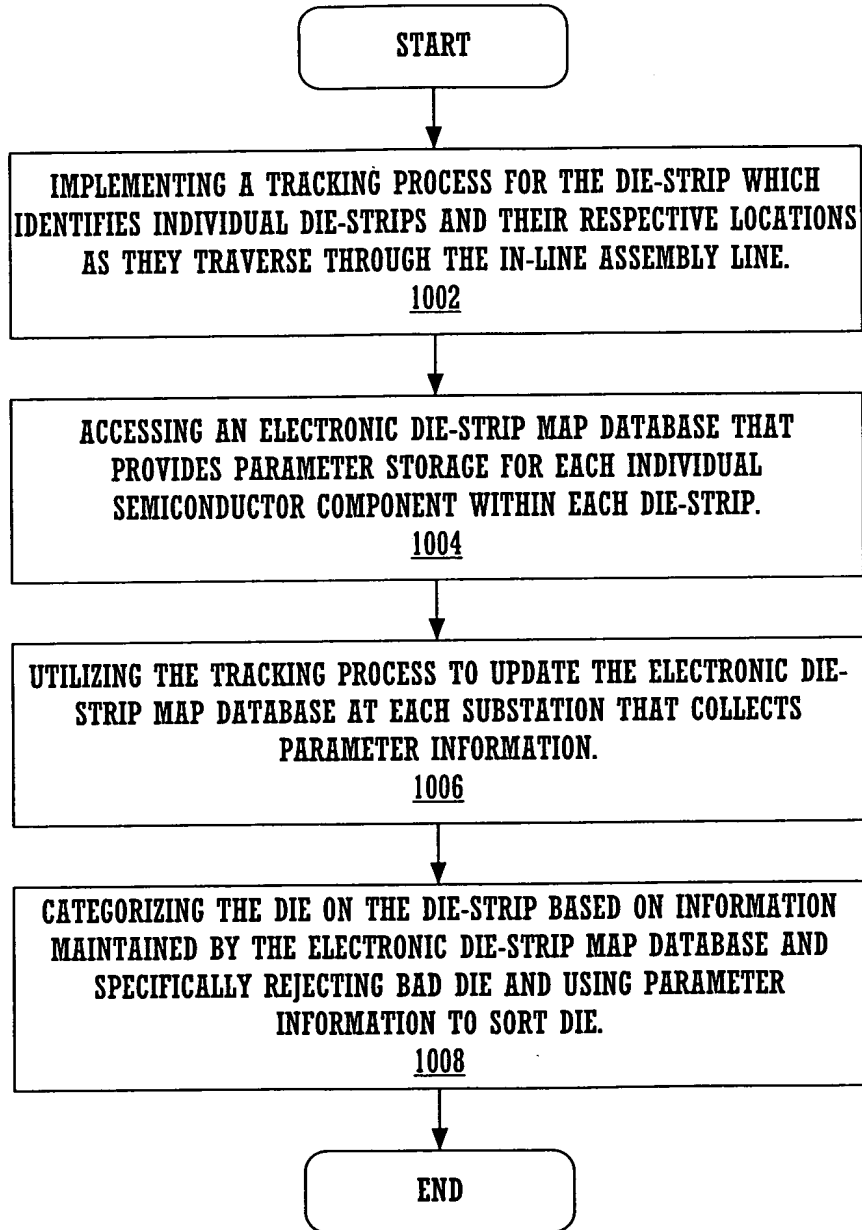 START
IMPLEMENTING A TRACKING PROCESS FOR THE DIE-STRIP WHICH
IDENTIFIES INDIVIDUAL DIE-STRIPS AND THEIR RESPECTIVE LOCATIONS
AS THEY TRAVERSE THROUGH THE IN-LINE ASSEMBLY LINE.
1002
ACCESSING AN ELECTRONIC DIE-STRIP MAP DATABASE THAT
PROVIDES PARAMETER STORAGE FOR EACH INDIVIDUAL
SEMICONDUCTOR COMPONENT WITHIN EACH DIE-STRIP.
1004
UTILIZING THE TRACKING PROCESS TO UPDATE THE ELECTRONIC DIE-
STRIP MAP DATABASE AT EACH SUBSTATION THAT COLLECTS
PARAMETER INFORMATION.
1006
CATEGORIZING THE DIE ON THE DIE-STRIP BASED ON INFORMATION
MAINTAINED BY THE ELECTRONIC DIE-STRIP MAP DATABASE AND
SPECIFICALLY REJECTING BAD DIE AND USING PARAMETER
INFORMATION TO SORT DIE.
1008
END